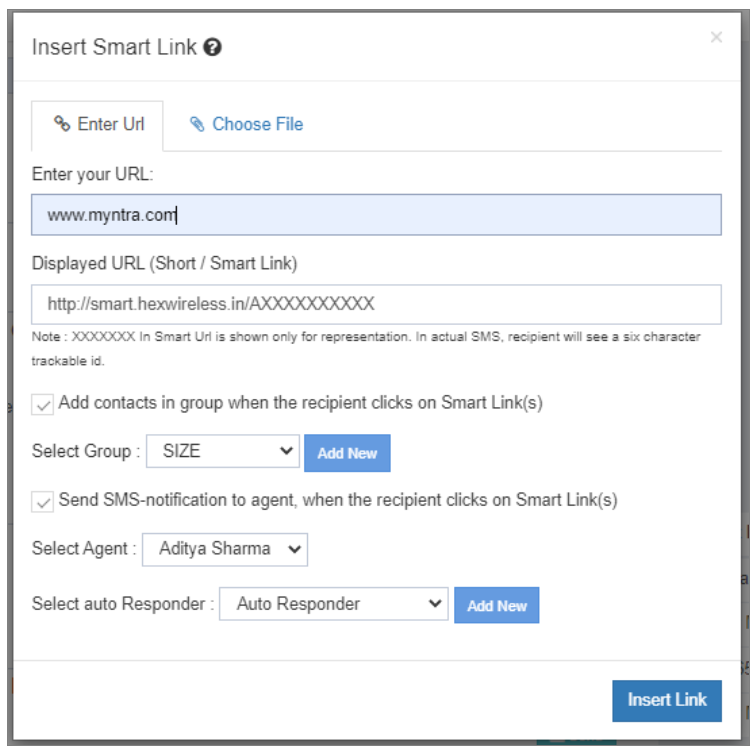 Insert Smart Link
×
Enter Url
Choose File
Enter your URL:
www.myntra.com
Displayed URL (Short / Smart Link)
http://smart.hexwireless.in/AXXXXXXXXXX
Note : XXXXXXX In Smart Url is shown only for representation. In actual SMS, recipient will see a six character
trackable id.
Add contacts in group when the recipient clicks on Smart Link(s)
Select Group : SIZE Add New
Send SMS-notification to agent, when the recipient clicks on Smart Link(s)
Select Agent : Aditya Sharma
Select auto Responder : Auto Responder Add New
Insert Link